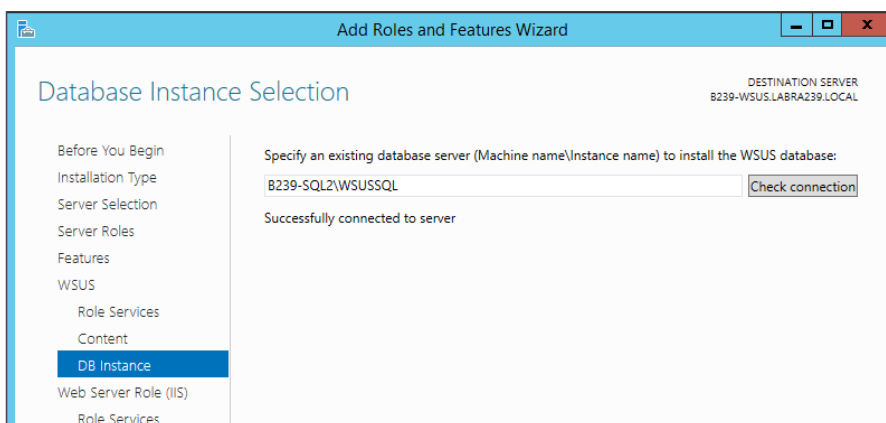 Add Roles and Features Wizard
Database Instance Selection
DESTINATION SERVER
B239-WSUS.LABRA239.LOCAL
Before You Begin
Installation Type
Server Selection
Server Roles
Features
WSUS
Role Services
Content
DB Instance
Web Server Role (IIS)
Role Services
Specify an existing database server (Machine name\Instance name) to install the WSUS database:
B239-SQL2\WSUSSQL
Check connection
Successfully connected to server